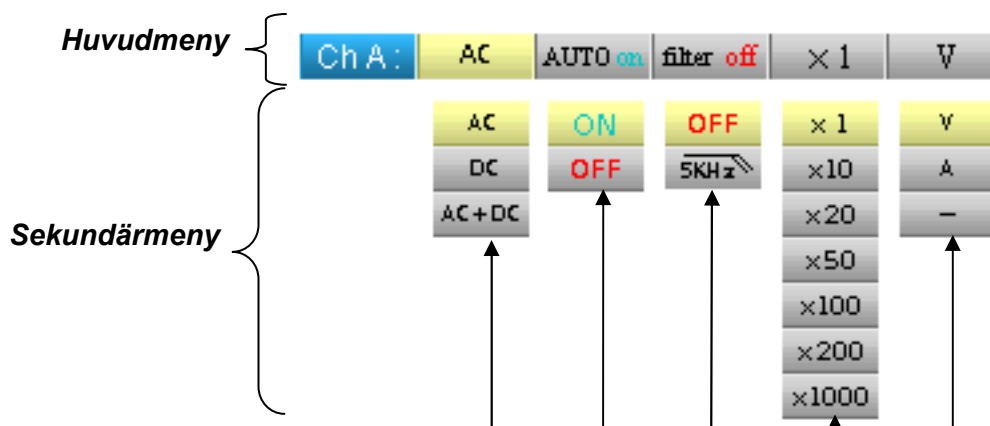 Huvudmeny
Ch A: AC AUTO on filter off ×1 V
Sekundärmeny
AC ON OFF ×1 V
DC OFF 5KHz ×10 A
AC+DC ×20 –
×50
×100
×200
×1000